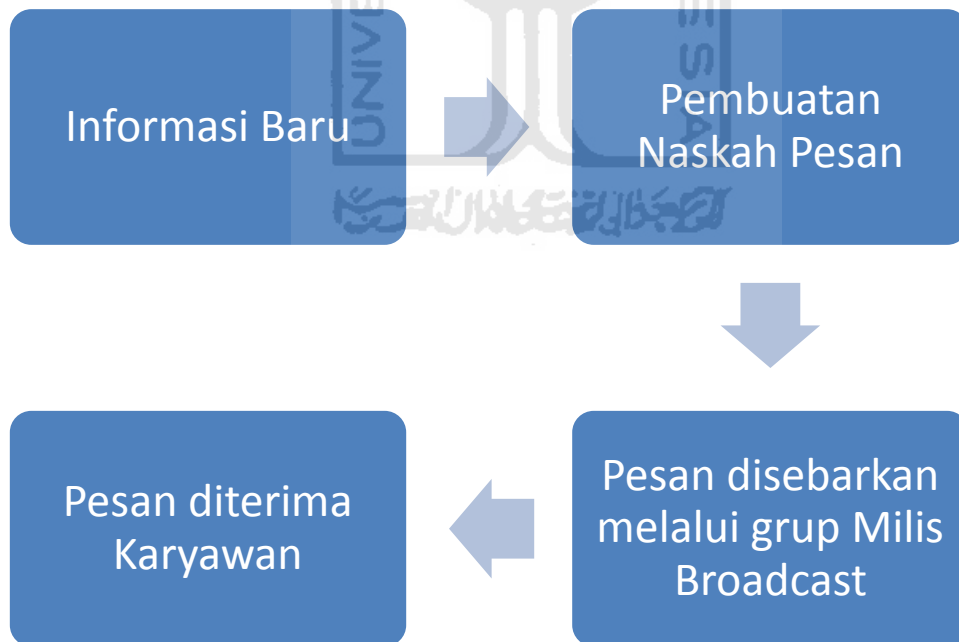 Informasi Baru
Pembuatan
Naskah Pesan
Pesan disebarkan
melalui grup Milis
Broadcast
Pesan diterima
Karyawan